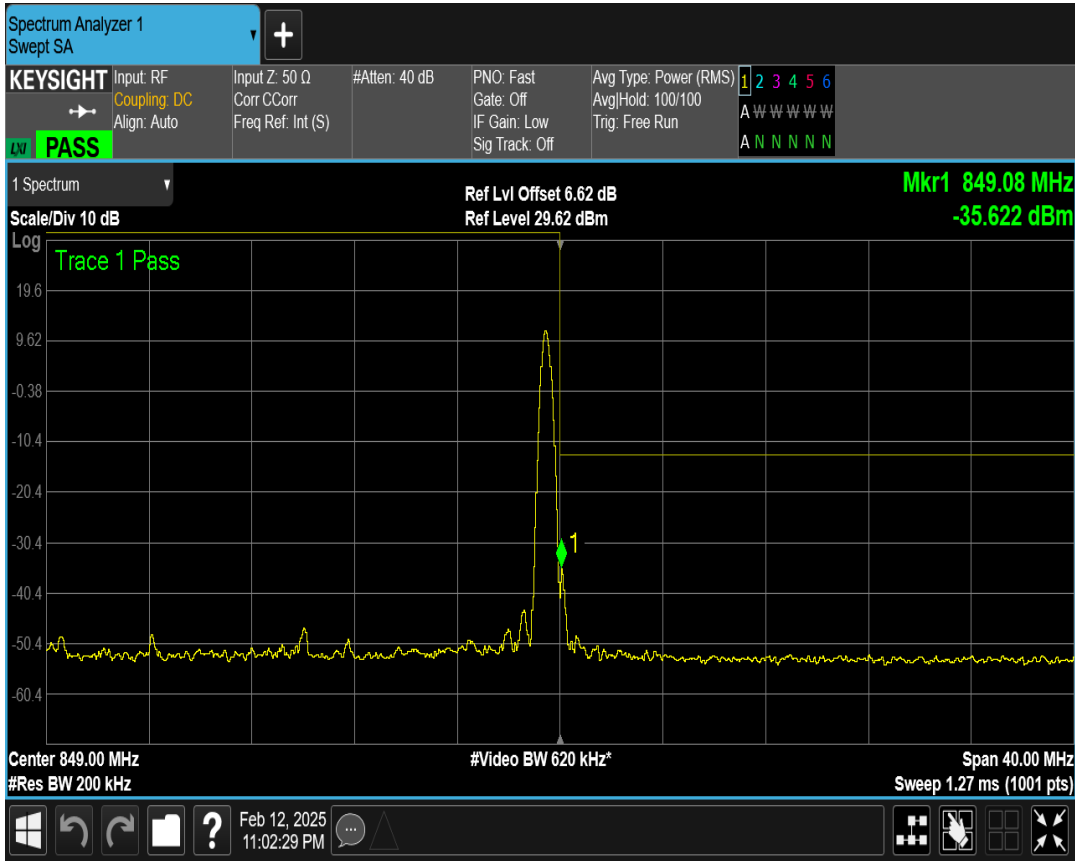 Spectrum Analyzer 1
Swept SA
+
KEYSIGHT
LXI PASS
Input: RF
Coupling: DC
Align: Auto
Input Z: 50 Ω
Corr CCorr
Freq Ref: Int (S)
#Atten: 40 dB
PNO: Fast
Gate: Off
IF Gain: Low
Sig Track: Off
Avg Type: Power (RMS)
Avg|Hold: 100/100
Trig: Free Run
1 2 3 4 5 6
A W W W W W
A N N N N N
1 Spectrum
Scale/Div 10 dB
Ref Lvl Offset 6.62 dB
Ref Level 29.62 dBm
Mkr1 849.08 MHz
-35.622 dBm
Log
Trace 1 Pass
19.6
9.62
-0.38
-10.4
-20.4
-30.4
-40.4
-50.4
-60.4
1
Center 849.00 MHz
#Res BW 200 kHz
#Video BW 620 kHz*
Span 40.00 MHz
Sweep 1.27 ms (1001 pts)
?
Feb 12, 2025
11:02:29 PM